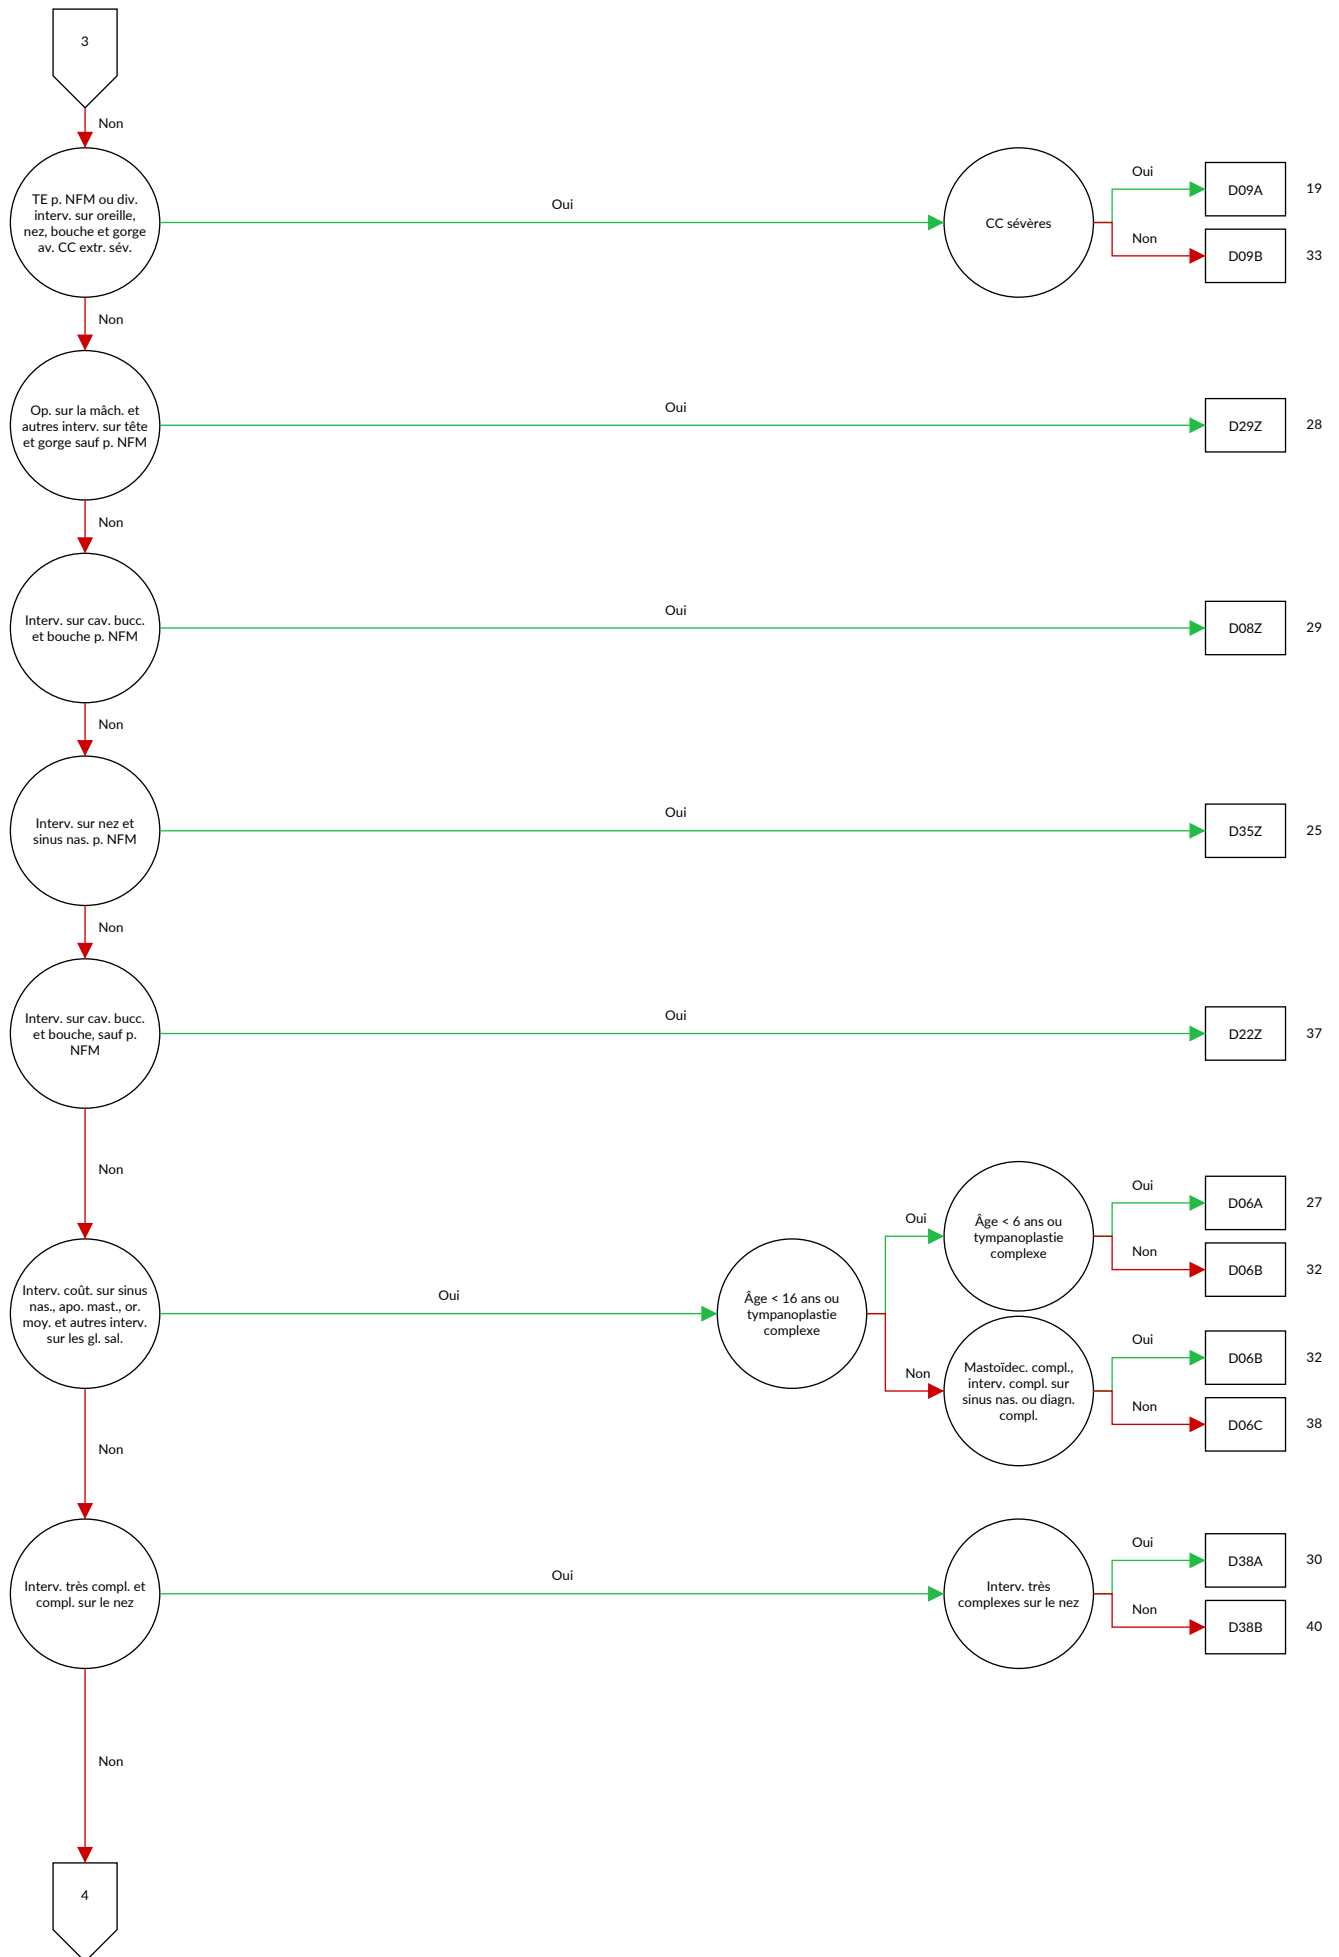 3
Non
TE p. NFM ou div.
interv. sur oreille,
nez, bouche et gorge
av. CC extr. sév.
Oui
CC sévères
Oui
D09A
19
Non
D09B
33
Non
Op. sur la mâch. et
autres interv. sur tête
et gorge sauf p. NFM
Oui
D29Z
28
Non
Interv. sur cav. bucc.
et bouche p. NFM
Oui
D08Z
29
Non
Interv. sur nez et
sinus nas. p. NFM
Oui
D35Z
25
Non
Interv. sur cav. bucc.
et bouche, sauf p.
NFM
Oui
D22Z
37
Non
Interv. coût. sur sinus
nas., apo. mast., or.
moy. et autres interv.
sur les gl. sal.
Oui
Âge < 16 ans ou
tympanoplastie
complexe
Oui
Âge < 6 ans ou
tympanoplastie
complexe
Oui
D06A
27
Non
D06B
32
Non
Mastoïdec. compl.,
interv. compl. sur
sinus nas. ou diagn.
compl.
Oui
D06B
32
Non
D06C
38
Non
Interv. très compl. et
compl. sur le nez
Oui
Interv. très
complexes sur le nez
Oui
D38A
30
Non
D38B
40
Non
4